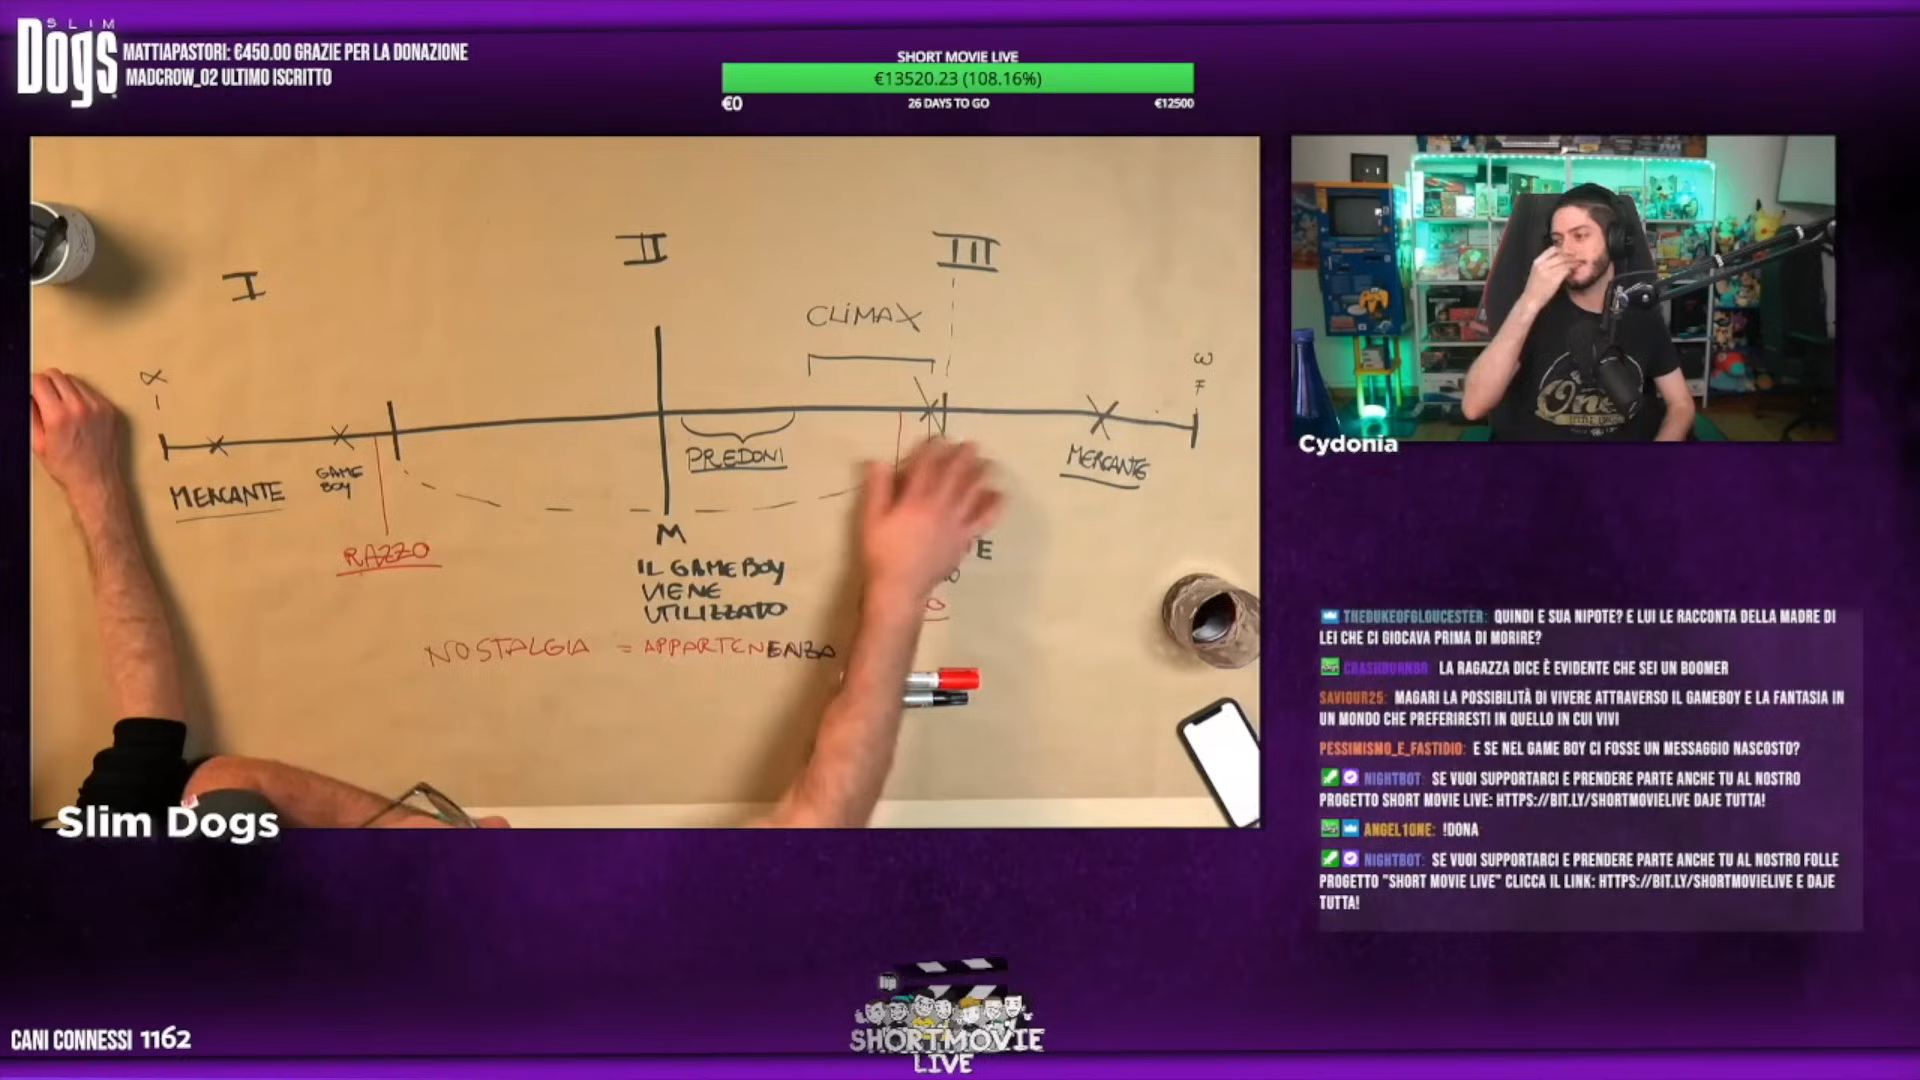 SLIM
Dogs
MATTIAPASTORI: €450.00 GRAZIE PER LA DONAZIONE
MADCROW_02 ULTIMO ISCRITTO
SHORT MOVIE LIVE
€13520.23 (108.16%)
€0
26 DAYS TO GO
€12500
I
II
III
CLIMAX
α
ω
F
MERCANTE
GAME
BOY
RAZZO
PREDONI
MERCANTE
M
IL GAMEBOY
VIENE
UTILIZZATO
NOSTALGIA = APPARTENENZA
Slim Dogs
Cydonia
THEDUKEOFGLOUCESTER: QUINDI E SUA NIPOTE? E LUI LE RACCONTA DELLA MADRE DI
LEI CHE CI GIOCAVA PRIMA DI MORIRE?
CRASHBURNBR: LA RAGAZZA DICE È EVIDENTE CHE SEI UN BOOMER
SAVIOUR25: MAGARI LA POSSIBILITÀ DI VIVERE ATTRAVERSO IL GAMEBOY E LA FANTASIA IN
UN MONDO CHE PREFERIRESTI IN QUELLO IN CUI VIVI
PESSIMISMO_E_FASTIDIO: E SE NEL GAME BOY CI FOSSE UN MESSAGGIO NASCOSTO?
NIGHTBOT: SE VUOI SUPPORTARCI E PRENDERE PARTE ANCHE TU AL NOSTRO
PROGETTO SHORT MOVIE LIVE: HTTPS://BIT.LY/SHORTMOVIELIVE DAJE TUTTA!
ANGEL1ONE: !DONA
NIGHTBOT: SE VUOI SUPPORTARCI E PRENDERE PARTE ANCHE TU AL NOSTRO FOLLE
PROGETTO "SHORT MOVIE LIVE" CLICCA IL LINK: HTTPS://BIT.LY/SHORTMOVIELIVE E DAJE
TUTTA!
CANI CONNESSI 1162
SHORTMOVIE
LIVE